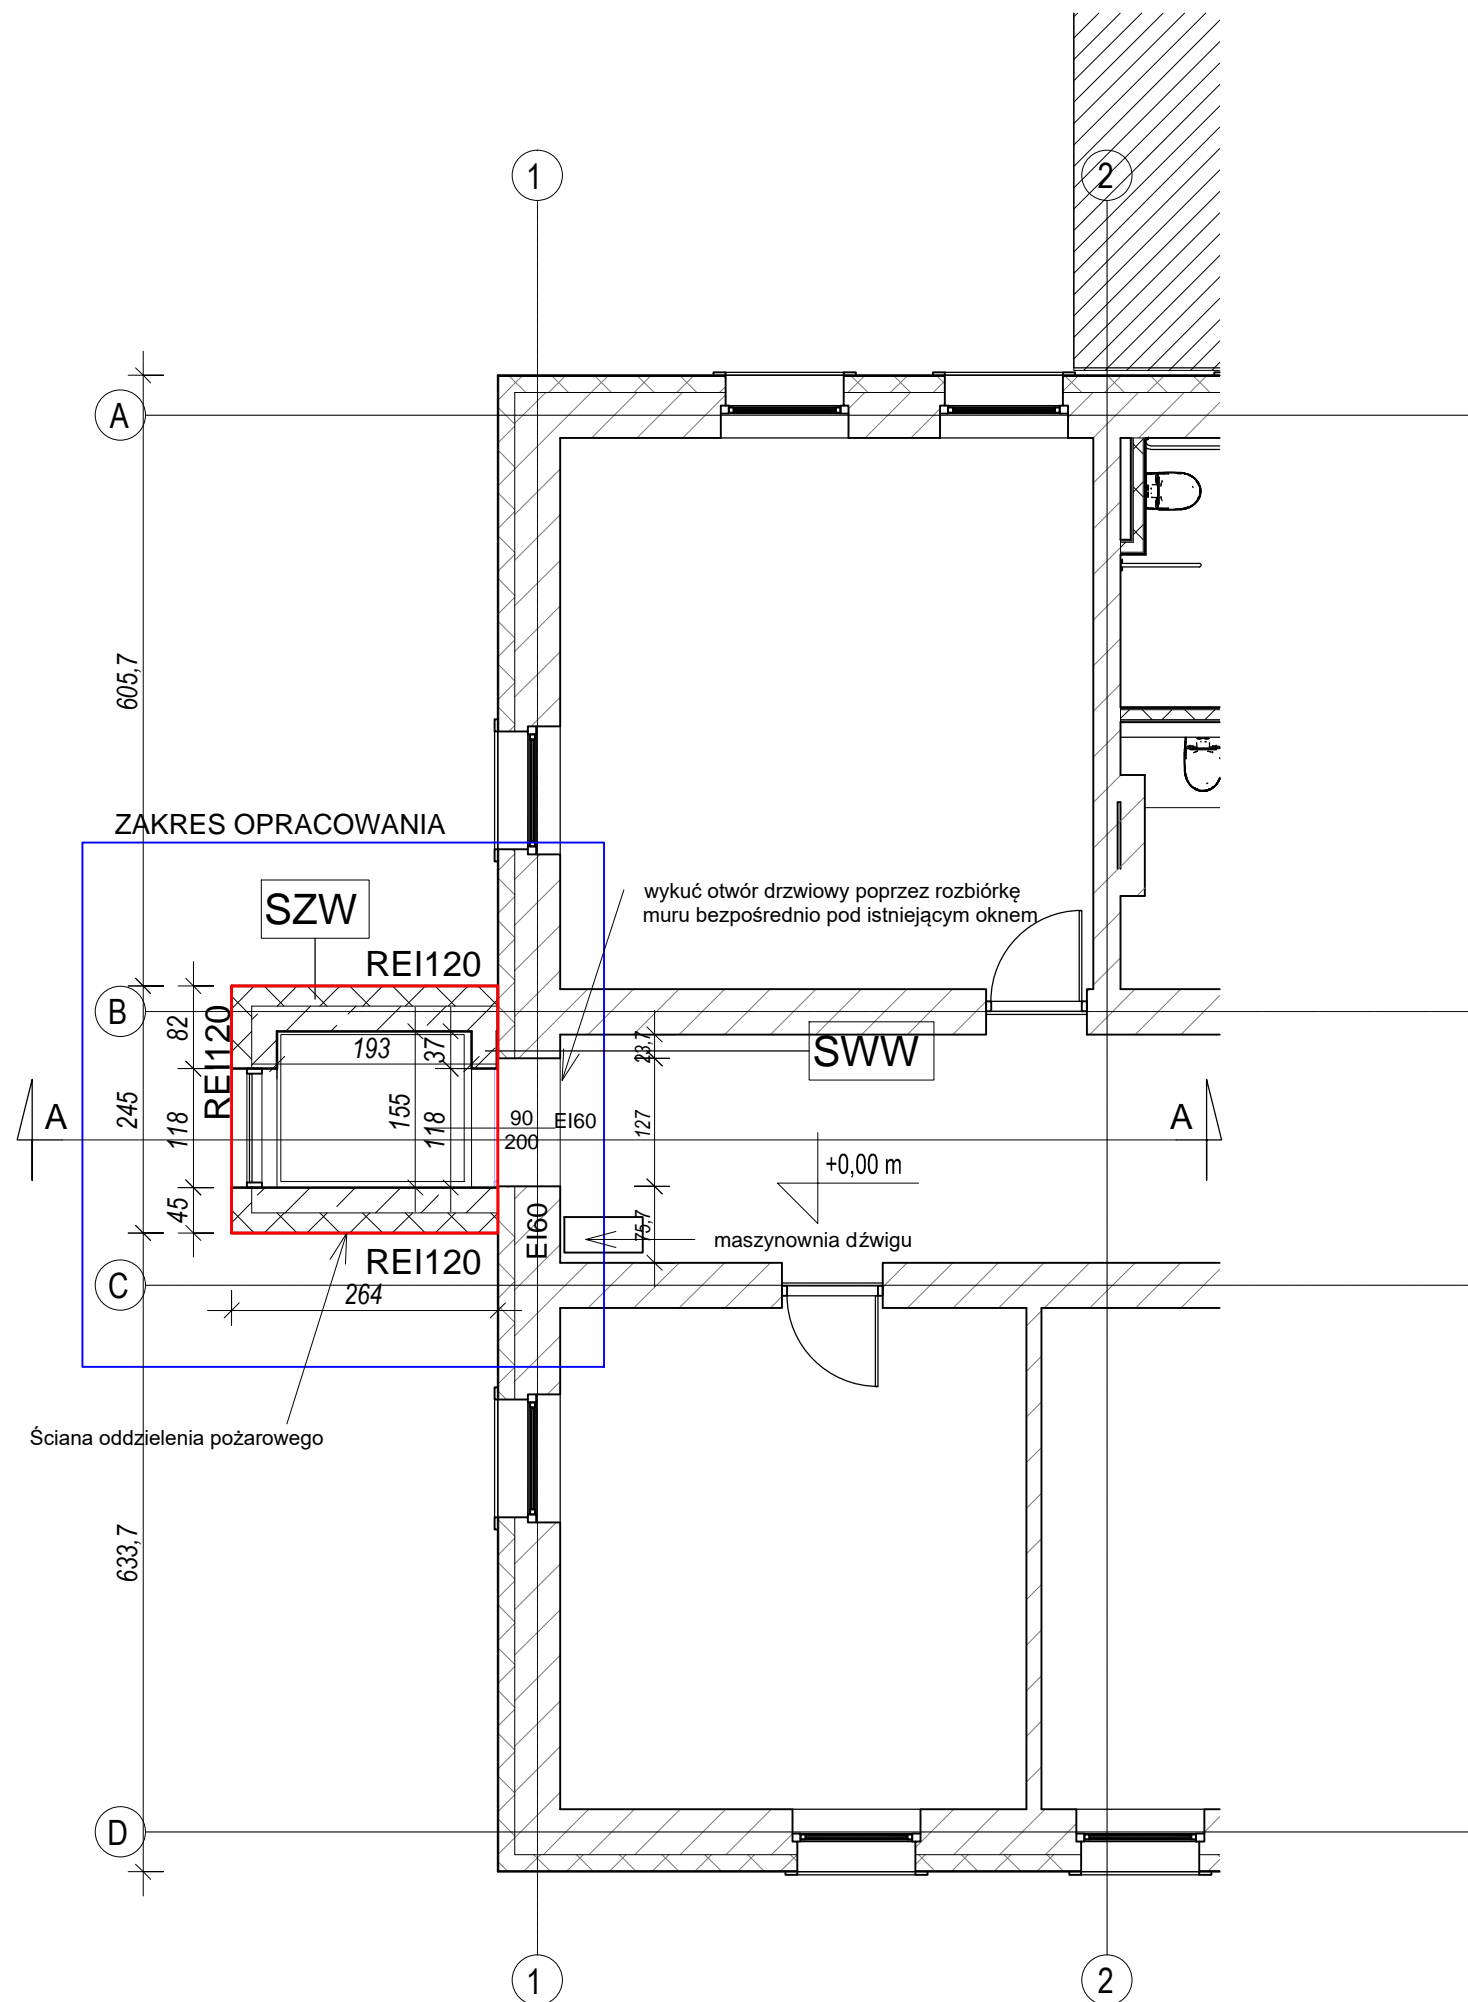 1
2
A
605,7
ZAKRES OPRACOWANIA
SZW
wykuć otwór drzwiowy poprzez rozbiórkę
muru bezpośrednio pod istniejącym oknem
REI120
B
82
REI120
193
37
23,7
SWW
245
118
155
118
90
200
EI60
127
A
A
+0,00 m
45
EI60
75,7
maszynownia dźwigu
REI120
C
264
Ściana oddzielenia pożarowego
633,7
D
1
2